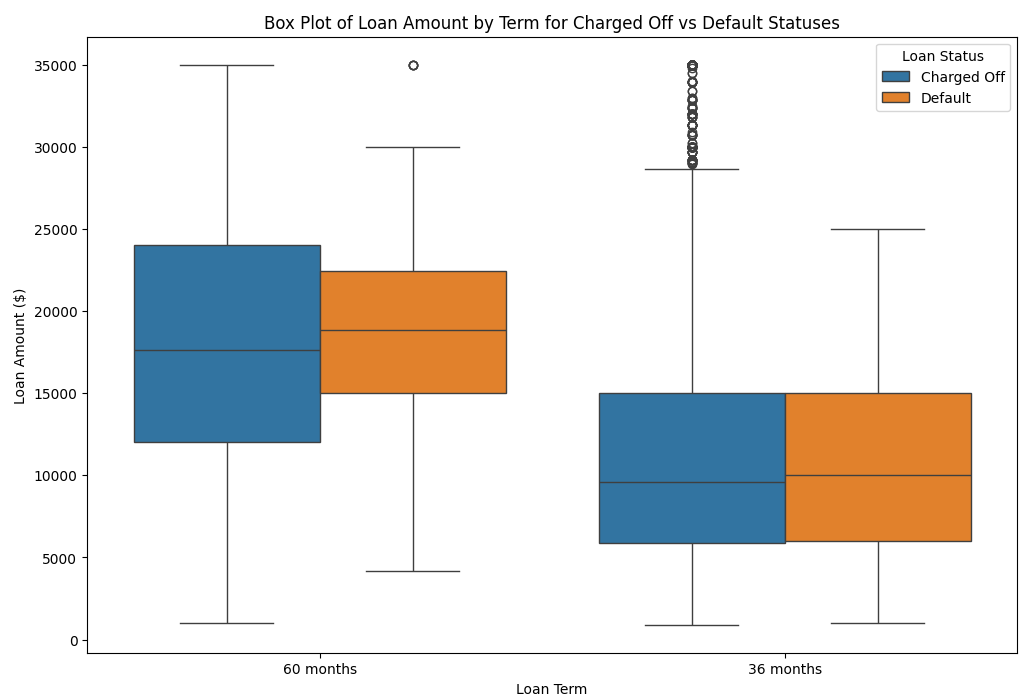 Box Plot of Loan Amount by Term for Charged Off vs Default Statuses
Loan Status
Charged Off
Default
Loan Amount ($)
35000
30000
25000
20000
15000
10000
5000
0
60 months
36 months
Loan Term